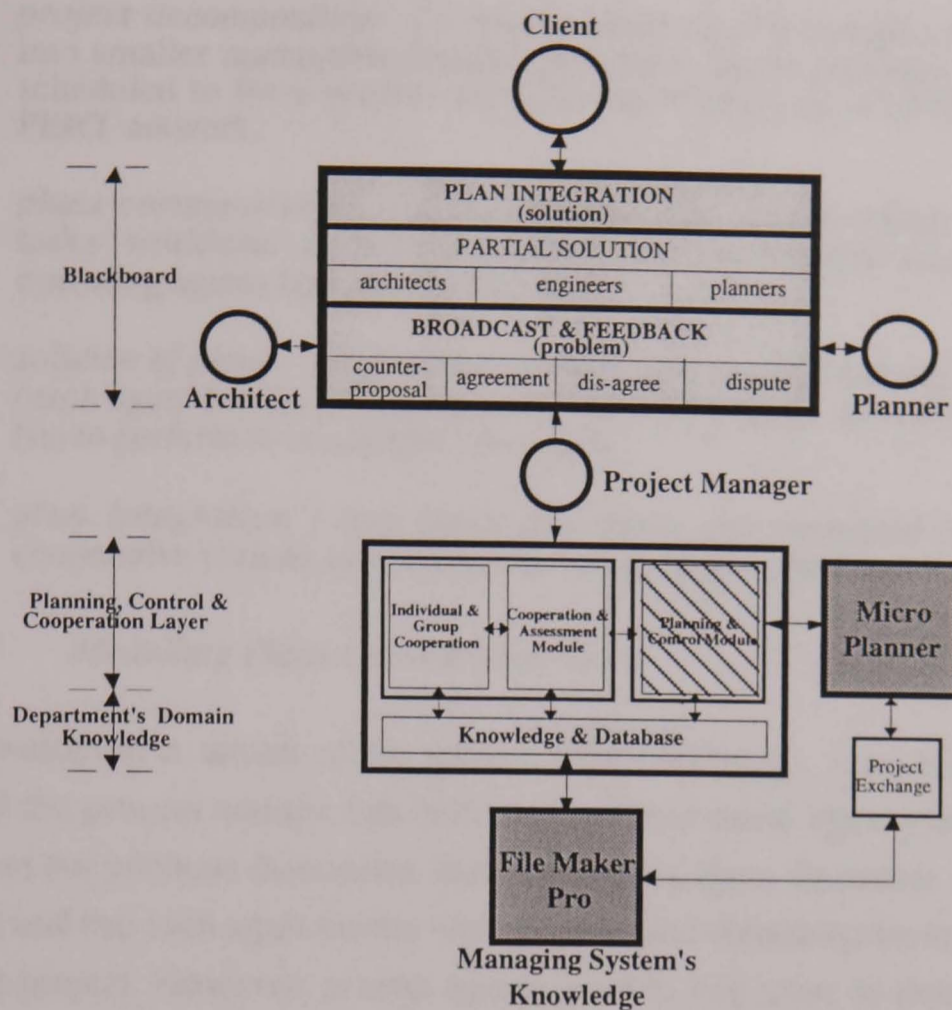 Client
PLAN INTEGRATION
(solution)
PARTIAL SOLUTION
architects engineers planners
Blackboard
BROADCAST & FEEDBACK
(problem)
counter-
proposal
agreement
dis-agree
dispute
Architect
Planner
Project Manager
Planning, Control &
Cooperation Layer
Individual &
Group
Cooperation
Cooperation &
Assessment
Module
Planning &
Control Module
Micro
Planner
Department's Domain
Knowledge
Knowledge & Database
Project
Exchange
File Maker
Pro
Managing System's
Knowledge